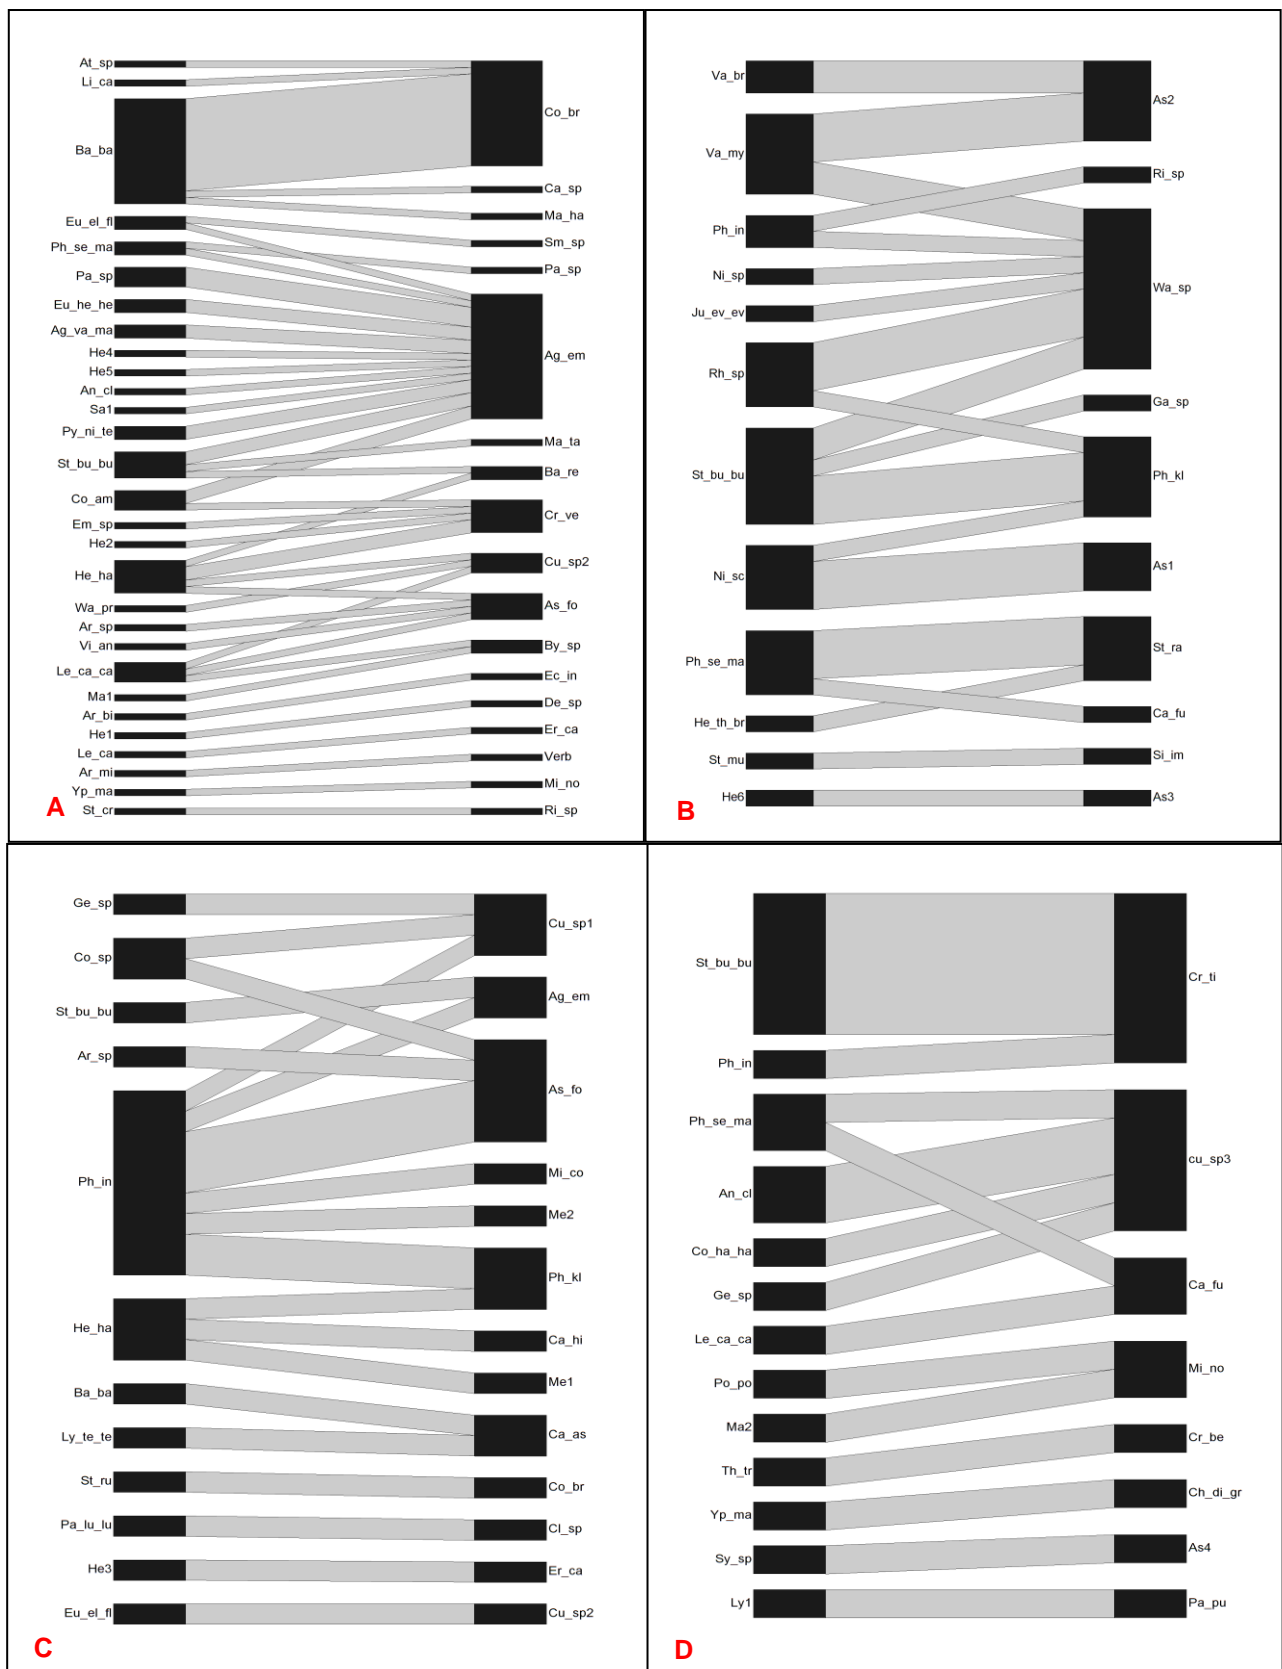 At_sp
Li_ca
Ba_ba
Eu_el_fl
Ph_se_ma
Pa_sp
Eu_he_he
Ag_va_ma
He4
He5
An_cl
Sa1
Py_ni_te
St_bu_bu
Co_am
Em_sp
He2
He_ha
Wa_pr
Ar_sp
Vi_an
Le_ca_ca
Ma1
Ar_bi
He1
Le_ca
Ar_mi
Yp_ma
St_cr
Co_br
Ca_sp
Ma_ha
Sm_sp
Pa_sp
Ag_em
Ma_ta
Ba_re
Cr_ve
Cu_sp2
As_fo
By_sp
Ec_in
De_sp
Er_ca
Verb
Mi_no
Ri_sp
A
Va_br
Va_my
Ph_in
Ni_sp
Ju_ev_ev
Rh_sp
St_bu_bu
Ni_sc
Ph_se_ma
He_th_br
St_mu
He6
As2
Ri_sp
Wa_sp
Ga_sp
Ph_kl
As1
St_ra
Ca_fu
Si_im
As3
B
Ge_sp
Co_sp
St_bu_bu
Ar_sp
Ph_in
He_ha
Ba_ba
Ly_te_te
St_ru
Pa_lu_lu
He3
Eu_el_fl
Cu_sp1
Ag_em
As_fo
Mi_co
Me2
Ph_kl
Ca_hi
Me1
Ca_as
Co_br
Cl_sp
Er_ca
Cu_sp2
C
St_bu_bu
Ph_in
Ph_se_ma
An_cl
Co_ha_ha
Ge_sp
Le_ca_ca
Po_po
Ma2
Th_tr
Yp_ma
Sy_sp
Ly1
Cr_ti
cu_sp3
Ca_fu
Mi_no
Cr_be
Ch_di_gr
As4
Pa_pu
D